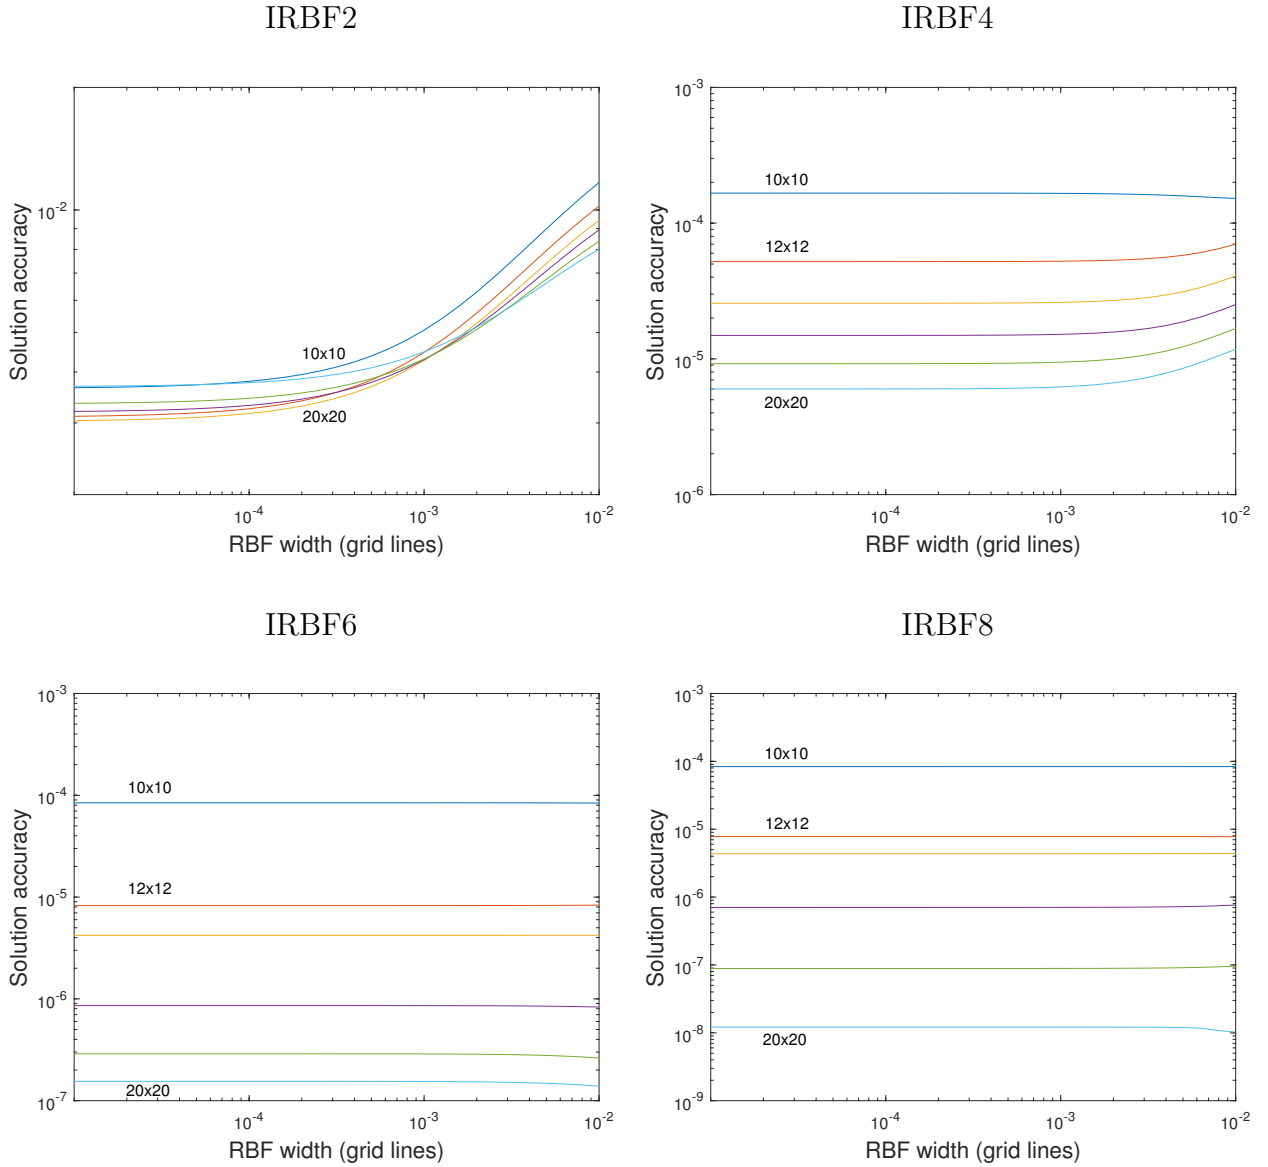 IRBF2
IRBF4
Solution accuracy
10^-2
10x10
20x20
10^-4
10^-3
10^-2
RBF width (grid lines)
Solution accuracy
10^-3
10^-4
10^-5
10^-6
10x10
12x12
20x20
10^-4
10^-3
10^-2
RBF width (grid lines)
IRBF6
IRBF8
Solution accuracy
10^-3
10^-4
10^-5
10^-6
10^-7
10x10
12x12
20x20
10^-4
10^-3
10^-2
RBF width (grid lines)
Solution accuracy
10^-3
10^-4
10^-5
10^-6
10^-7
10^-8
10^-9
10x10
12x12
20x20
10^-4
10^-3
10^-2
RBF width (grid lines)